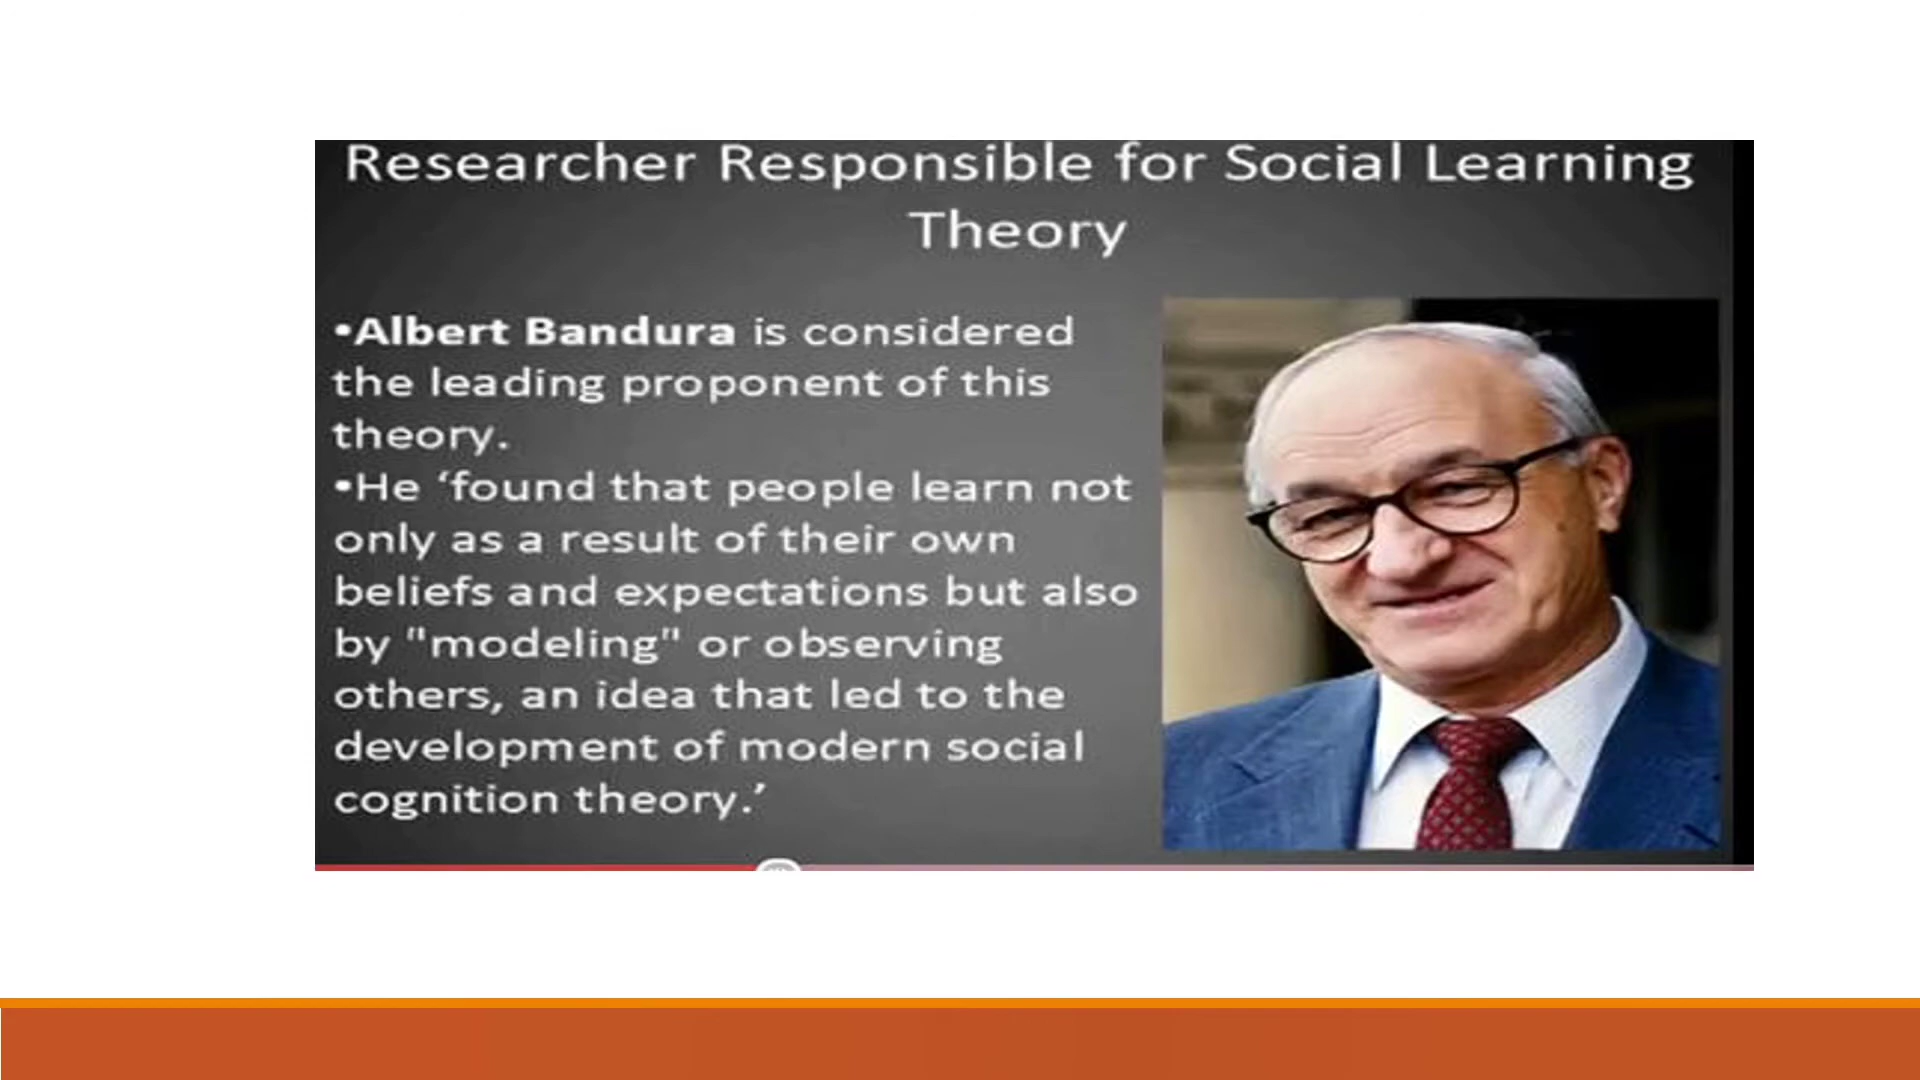 Researcher Responsible for Social Learning
Theory
•Albert Bandura is considered
the leading proponent of this
theory.
•He ‘found that people learn not
only as a result of their own
beliefs and expectations but also
by "modeling" or observing
others, an idea that led to the
development of modern social
cognition theory.’